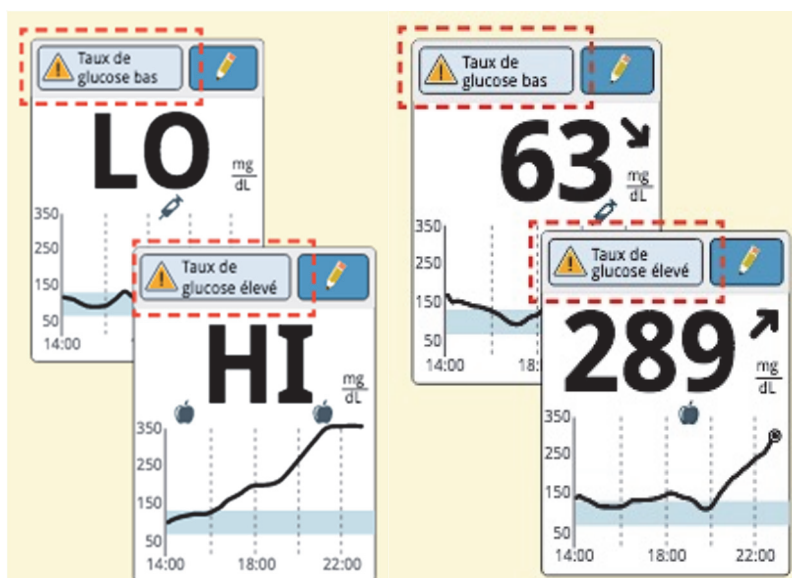 Taux de
glucose bas
LO
mg
dL
350
250
150
50
14:00
Taux de
glucose élevé
HI
mg
dL
350
250
150
50
14:00 18:00 22:00
Taux de
glucose bas
63
mg
dL
350
250
150
50
14:00 18:
Taux de
glucose élevé
289
mg
dL
350
250
150
50
14:00 18:00 22:00